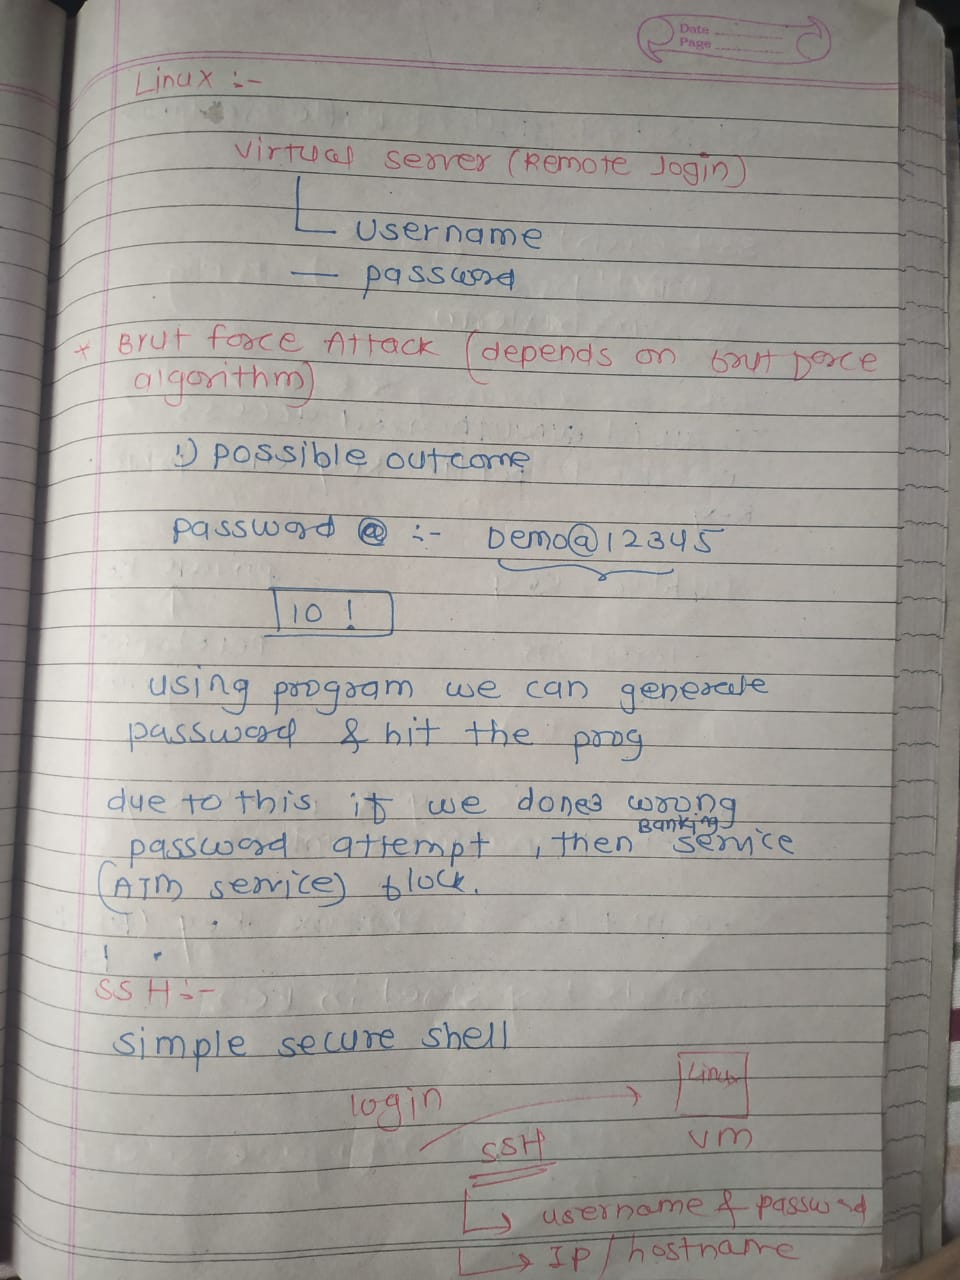 Date
Page
Linux :-
Virtual server (Remote login)
username
password
* Brut force Attack (depends on brut force
algorithm)
1) possible outcome
password @ :- Demo@12345
10 !
using program we can generate
password & hit the prog
due to this if we done 3 wrong
Banking
password attempt , then service
(ATM service) block.
SSH :-
simple secure shell
login
Linux
SSH
VM
username & password
IP / hostname